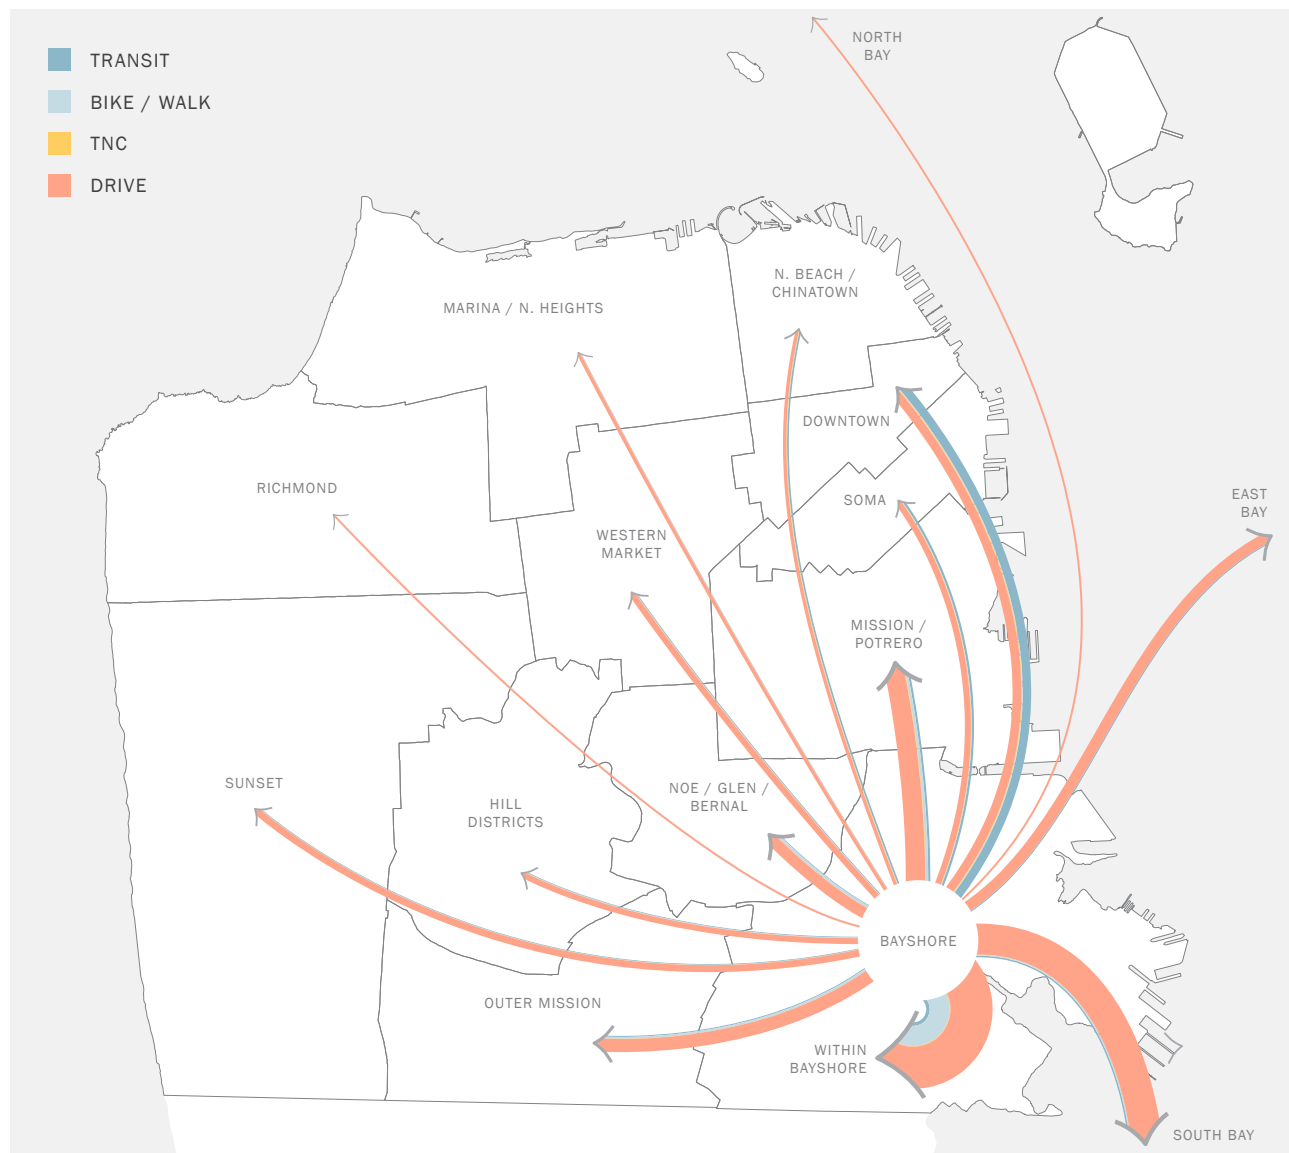 TRANSIT
BIKE / WALK
TNC
DRIVE
NORTH
BAY
N. BEACH /
CHINATOWN
MARINA / N. HEIGHTS
DOWNTOWN
RICHMOND
SOMA
EAST
BAY
WESTERN
MARKET
MISSION /
POTRERO
SUNSET
HILL
DISTRICTS
NOE / GLEN /
BERNAL
BAYSHORE
OUTER MISSION
WITHIN
BAYSHORE
SOUTH BAY